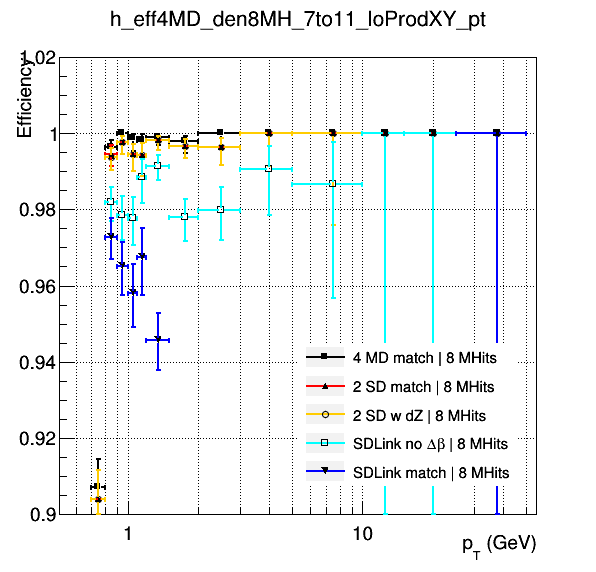 h_eff4MD_den8MH_7to11_loProdXY_pt
Efficiency
1.02
1
0.98
0.96
0.94
0.92
0.9
4 MD match | 8 MHits
2 SD match | 8 MHits
2 SD w dZ | 8 MHits
SDLink no Δβ | 8 MHits
SDLink match | 8 MHits
1
10
p_T (GeV)